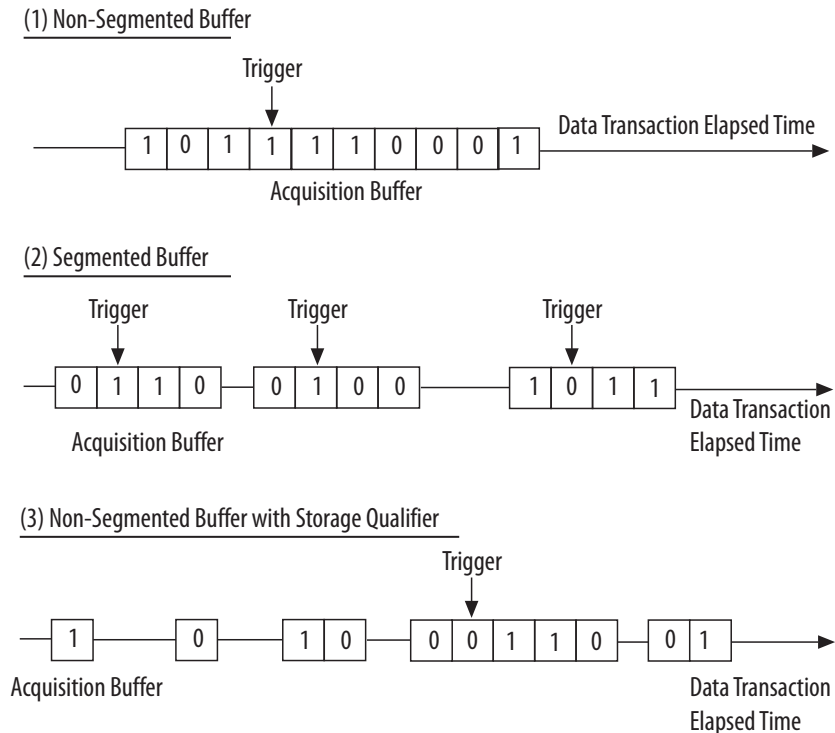 (1) Non-Segmented Buffer
Trigger
Data Transaction Elapsed Time
1 0 1 1 1 1 0 0 0 1
Acquisition Buffer
(2) Segmented Buffer
Trigger Trigger Trigger
0 1 1 0 0 1 0 0 1 0 1 1
Data Transaction
Elapsed Time
Acquisition Buffer
(3) Non-Segmented Buffer with Storage Qualifier
Trigger
1 0 1 0 0 0 1 1 0 0 1
Acquisition Buffer
Data Transaction
Elapsed Time